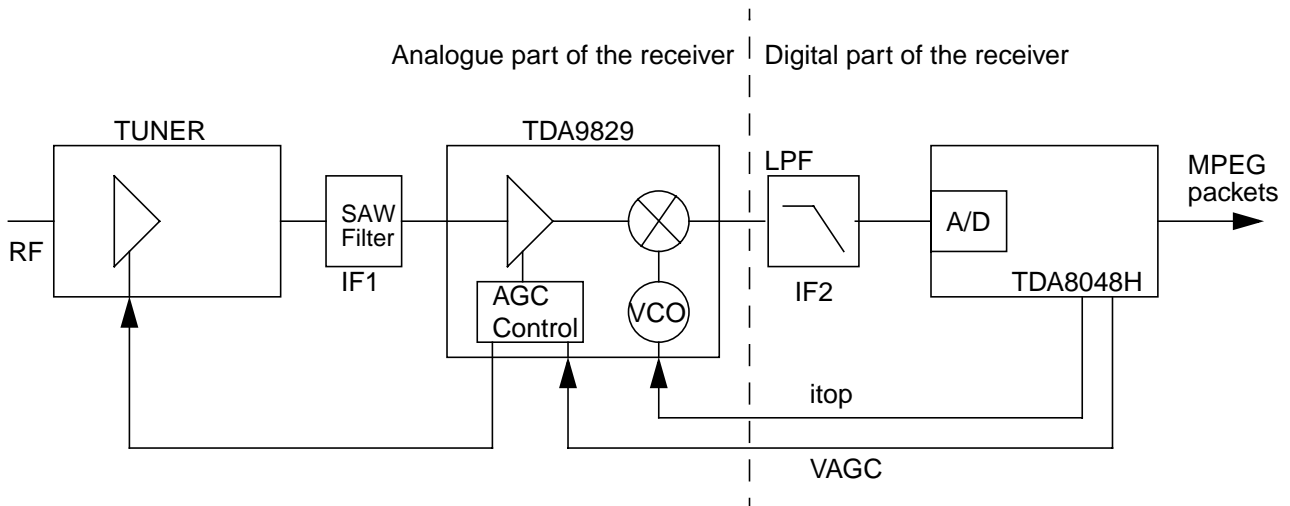 Analogue part of the receiver
Digital part of the receiver
TUNER
TDA9829
LPF
MPEG
packets
SAW
Filter
A/D
RF
IF1
IF2
TDA8048H
AGC
Control
VCO
itop
VAGC